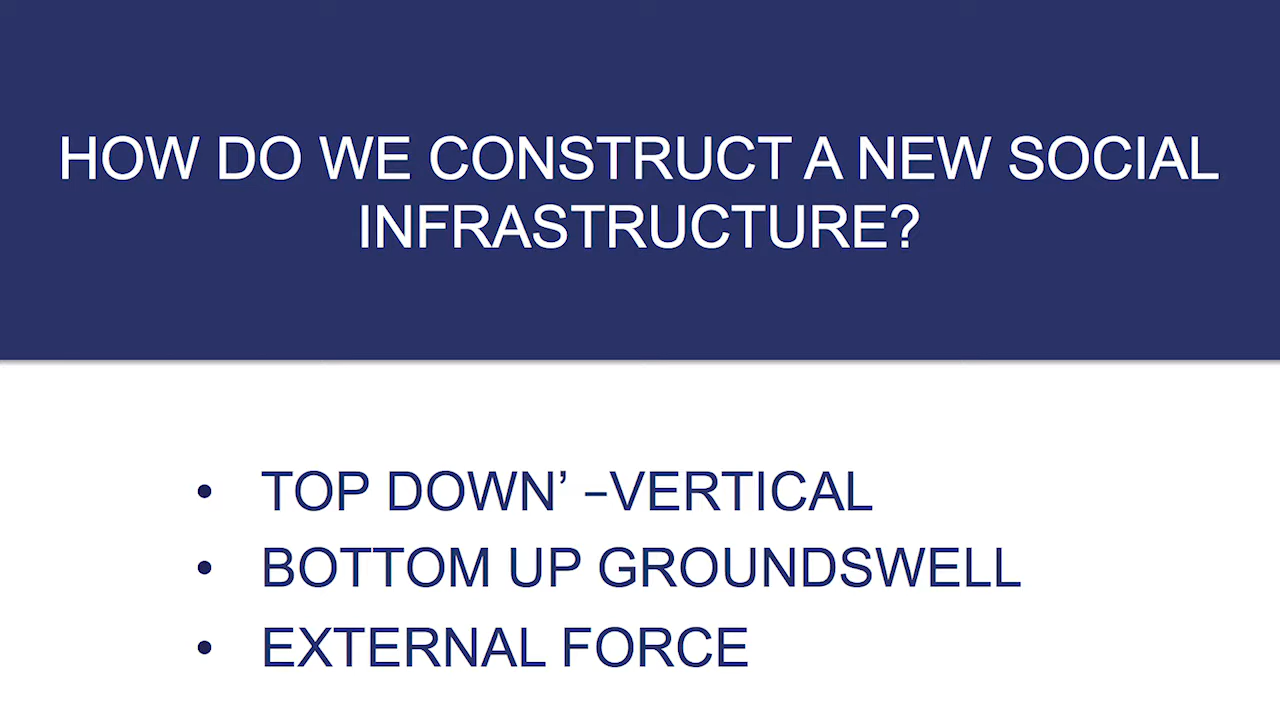 HOW DO WE CONSTRUCT A NEW SOCIAL
INFRASTRUCTURE?
• TOP DOWN’ –VERTICAL
• BOTTOM UP GROUNDSWELL
• EXTERNAL FORCE